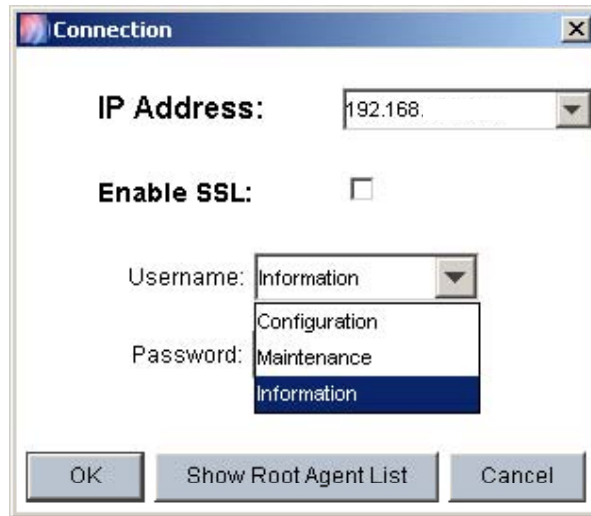 Connection
IP Address: 192.168.
Enable SSL:
Username: Information
Configuration
Password: Maintenance
Information
OK Show Root Agent List Cancel